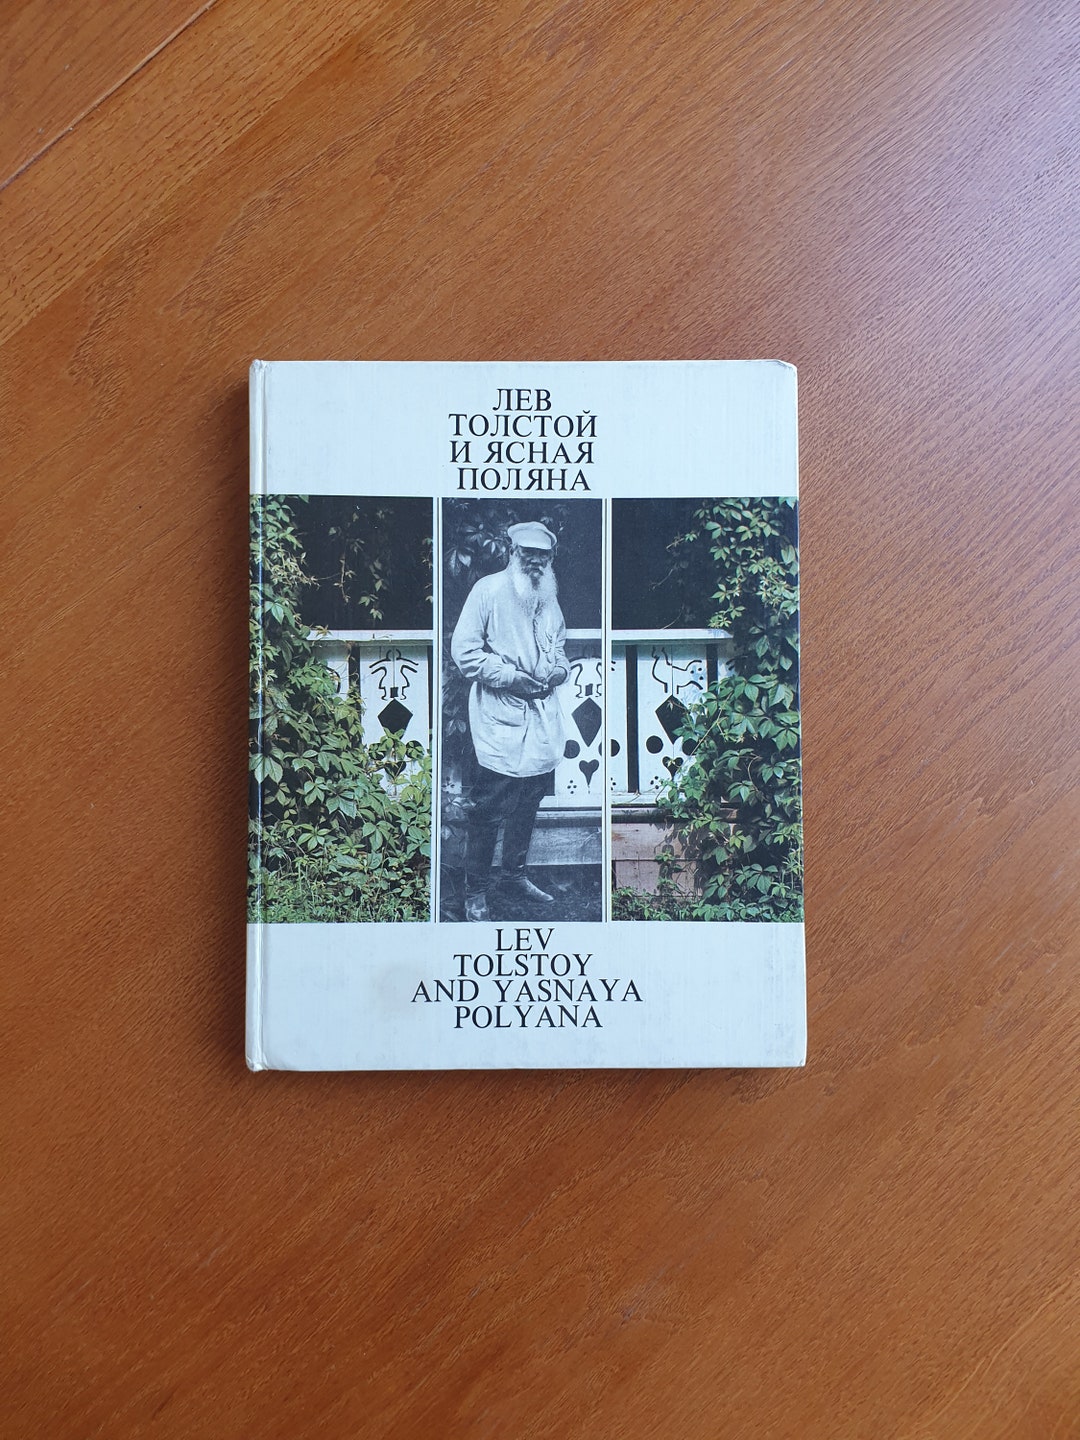 ЛЕВ
ТОЛСТОЙ
И ЯСНАЯ
ПОЛЯНА
LEV
TOLSTOY
AND YASNAYA
POLYANA